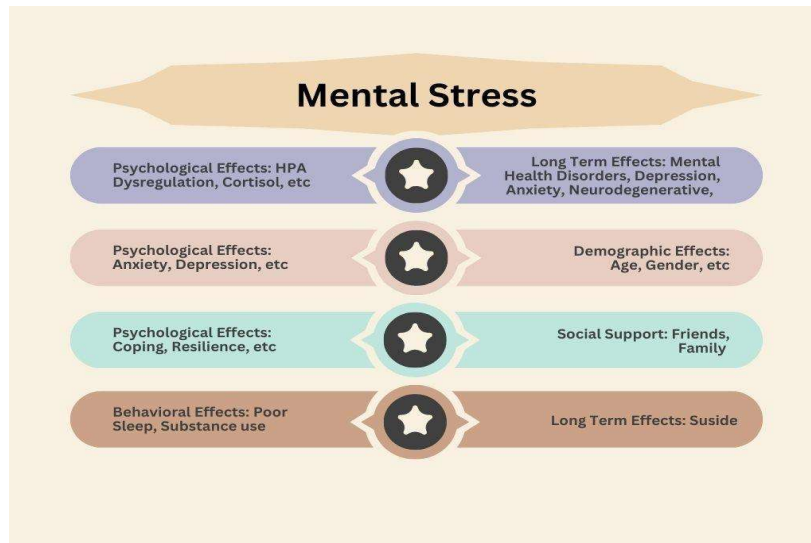 Mental Stress
Psychological Effects: HPA
Dysregulation, Cortisol, etc
Long Term Effects: Mental
Health Disorders, Depression,
Anxiety, Neurodegenerative,
Psychological Effects:
Anxiety, Depression, etc
Demographic Effects:
Age, Gender, etc
Psychological Effects:
Coping, Resilience, etc
Social Support: Friends,
Family
Behavioral Effects: Poor
Sleep, Substance use
Long Term Effects: Suside